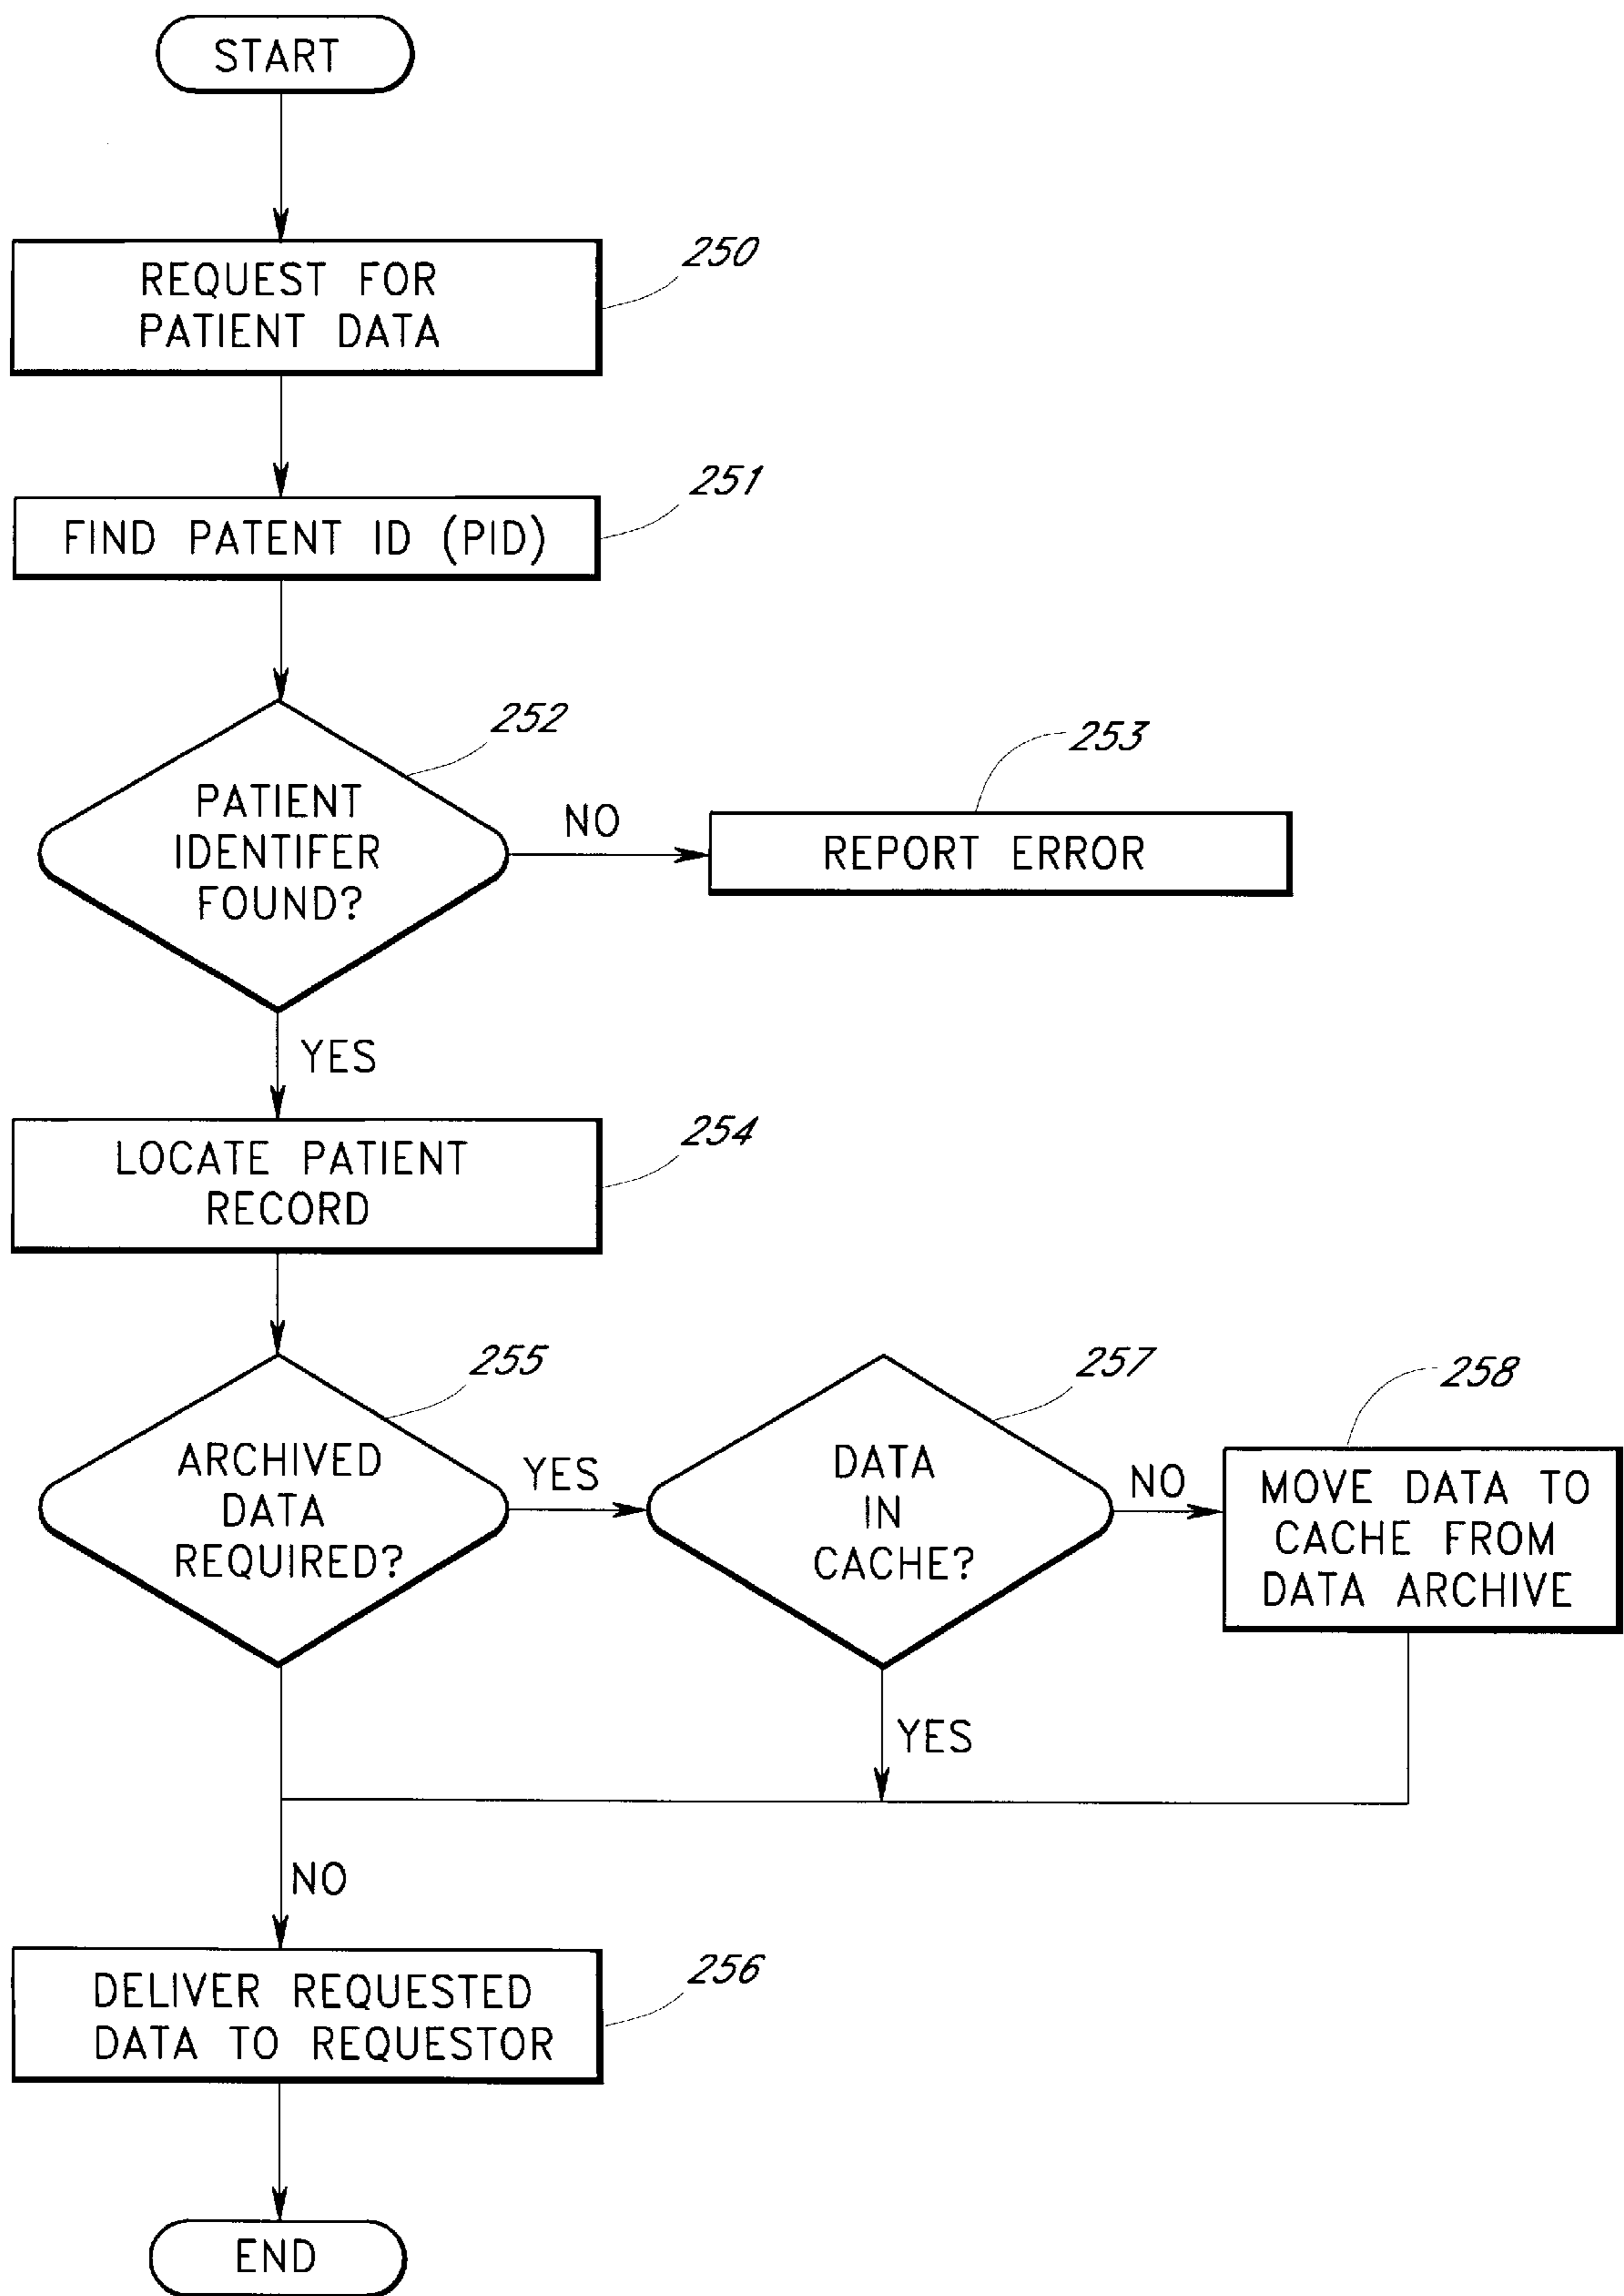 START
250
REQUEST FOR
PATIENT DATA
251
FIND PATENT ID (PID)
252
PATIENT
IDENTIFER
FOUND?
NO
253
REPORT ERROR
YES
254
LOCATE PATIENT
RECORD
255
ARCHIVED
DATA
REQUIRED?
YES
257
DATA
IN
CACHE?
NO
258
MOVE DATA TO
CACHE FROM
DATA ARCHIVE
YES
NO
256
DELIVER REQUESTED
DATA TO REQUESTOR
END